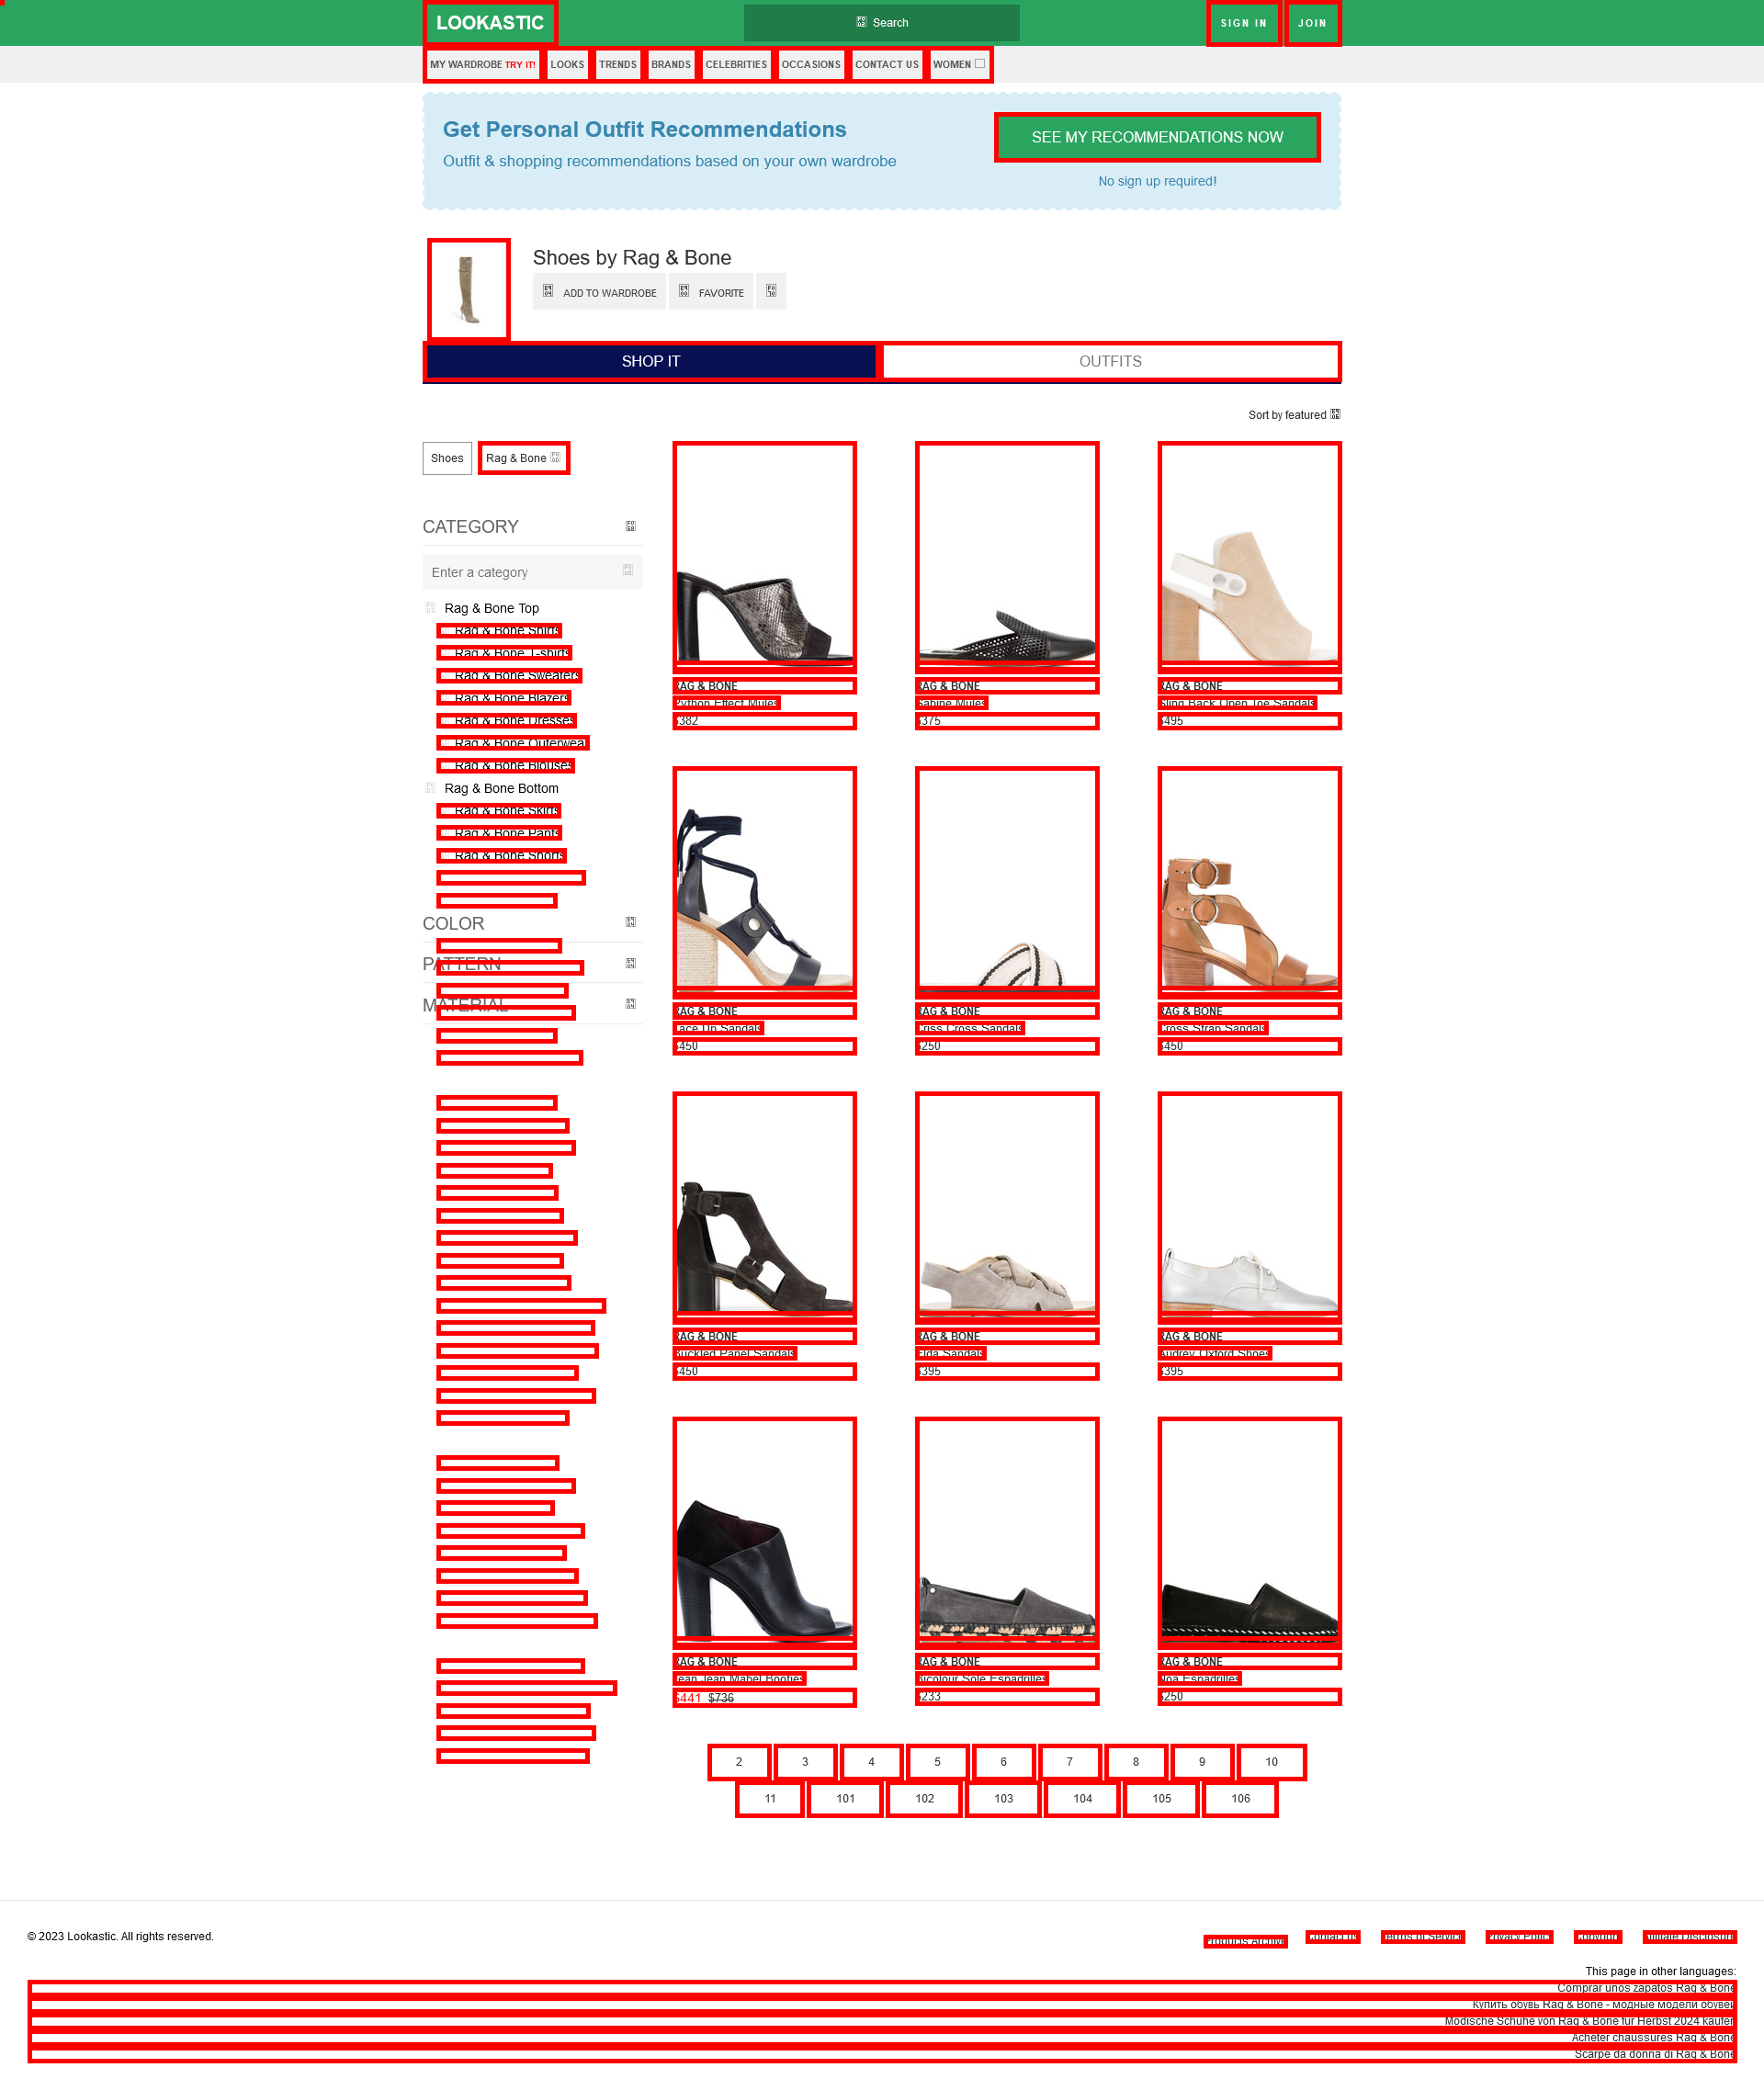 LOOKASTIC
Search
SIGN IN
JOIN
MY WARDROBE TRY IT!
LOOKS
TRENDS
BRANDS
CELEBRITIES
OCCASIONS
CONTACT US
WOMEN
Get Personal Outfit Recommendations
Outfit & shopping recommendations based on your own wardrobe
SEE MY RECOMMENDATIONS NOW
No sign up required!
Shoes by Rag & Bone
ADD TO WARDROBE
FAVORITE
SHOP IT
OUTFITS
Sort by featured
Shoes
Rag & Bone
CATEGORY
Enter a category
Rag & Bone Top
Rag & Bone Shirts
Rag & Bone T-shirts
Rag & Bone Sweaters
Rag & Bone Blazers
Rag & Bone Dresses
Rag & Bone Outerwear
Rag & Bone Blouses
Rag & Bone Bottom
Rag & Bone Skirts
Rag & Bone Pants
Rag & Bone Shorts
COLOR
PATTERN
MATERIAL
RAG & BONE
Python Effect Mules
$382
RAG & BONE
Sabine Mules
$375
RAG & BONE
Sling Back Open Toe Sandals
$495
RAG & BONE
Lace Up Sandals
$450
RAG & BONE
Criss Cross Sandals
$250
RAG & BONE
Cross Strap Sandals
$450
RAG & BONE
Buckled Panel Sandals
$450
RAG & BONE
Elda Sandals
$395
RAG & BONE
Audrey Oxford Shoes
$395
RAG & BONE
Jean Jean Mabel Booties
$441 $736
RAG & BONE
Bicolour Sole Espadrilles
$233
RAG & BONE
Noa Espadrilles
$250
2 3 4 5 6 7 8 9 10
11 101 102 103 104 105 106
© 2023 Lookastic. All rights reserved.
Products Archive
Contact us
Terms of Service
Privacy Policy
Copyright
Affiliate Disclosure
This page in other languages:
Comprar unos zapatos Rag & Bone
Купить обувь Rag & Bone - модные модели обуви
Modische Schuhe von Rag & Bone für Herbst 2024 kaufen
Acheter chaussures Rag & Bone
Scarpe da donna di Rag & Bone